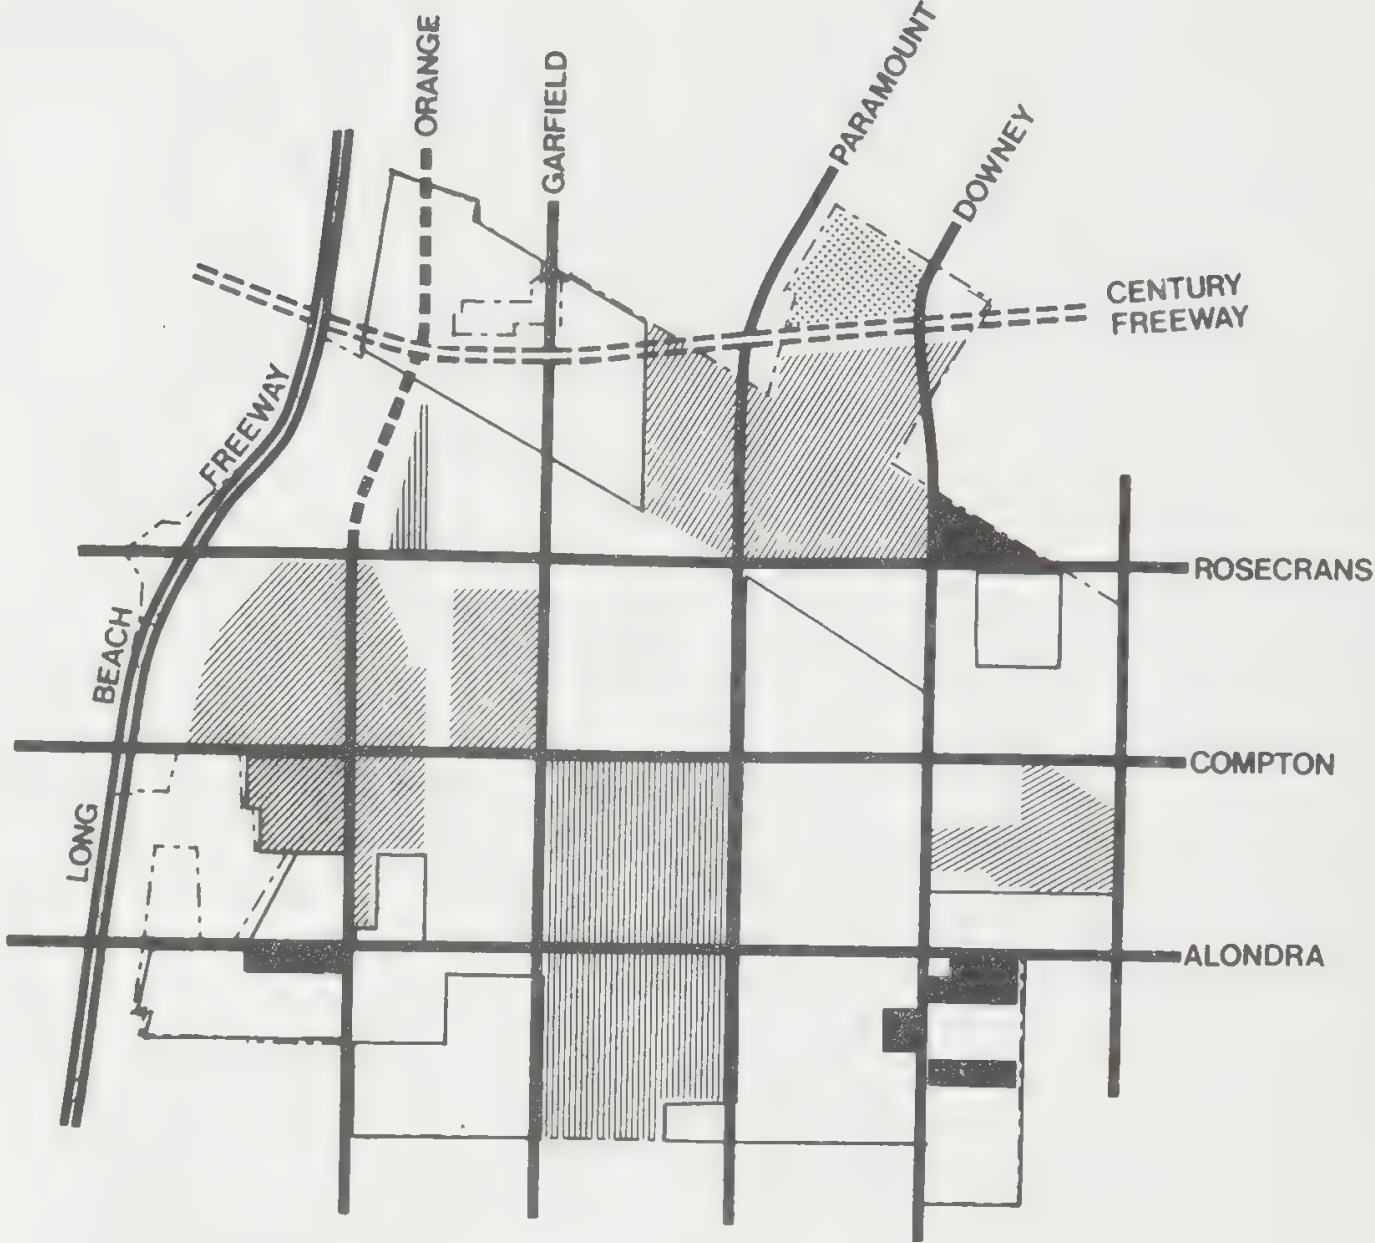 ORANGE
GARFIELD
PARAMOUNT
DOWNEY
CENTURY
FREEWAY
FREEWAY
ROSECRANS
BEACH
COMPTON
LONG
ALONDRA